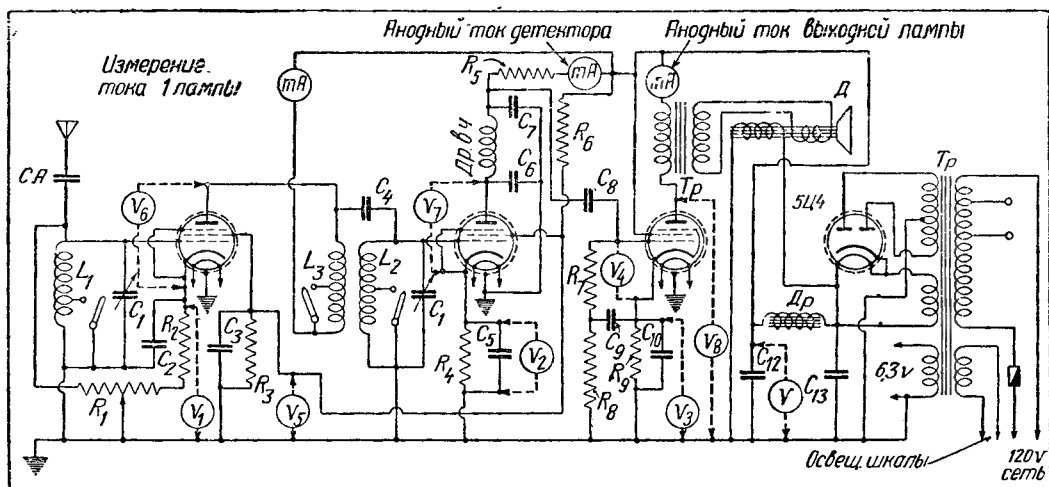 Анодный ток детектора
Анодный ток выходной лампы
Измерение
тока 1 лампы
mA
R5
mA
mA
Д
C7
R6
Др. вч
C6
C8
Тр
Тр
5Ц4
CA
V6
C4
V7
V4
L1
C1
L3
L2
C1
R7
V8
Др
R2
C2
C3
R3
C5
R4
V2
C9
C10
R9
R8
C12
V
C13
6,3v
R1
V1
V5
V3
Освещ. шкалы
120v
сеть